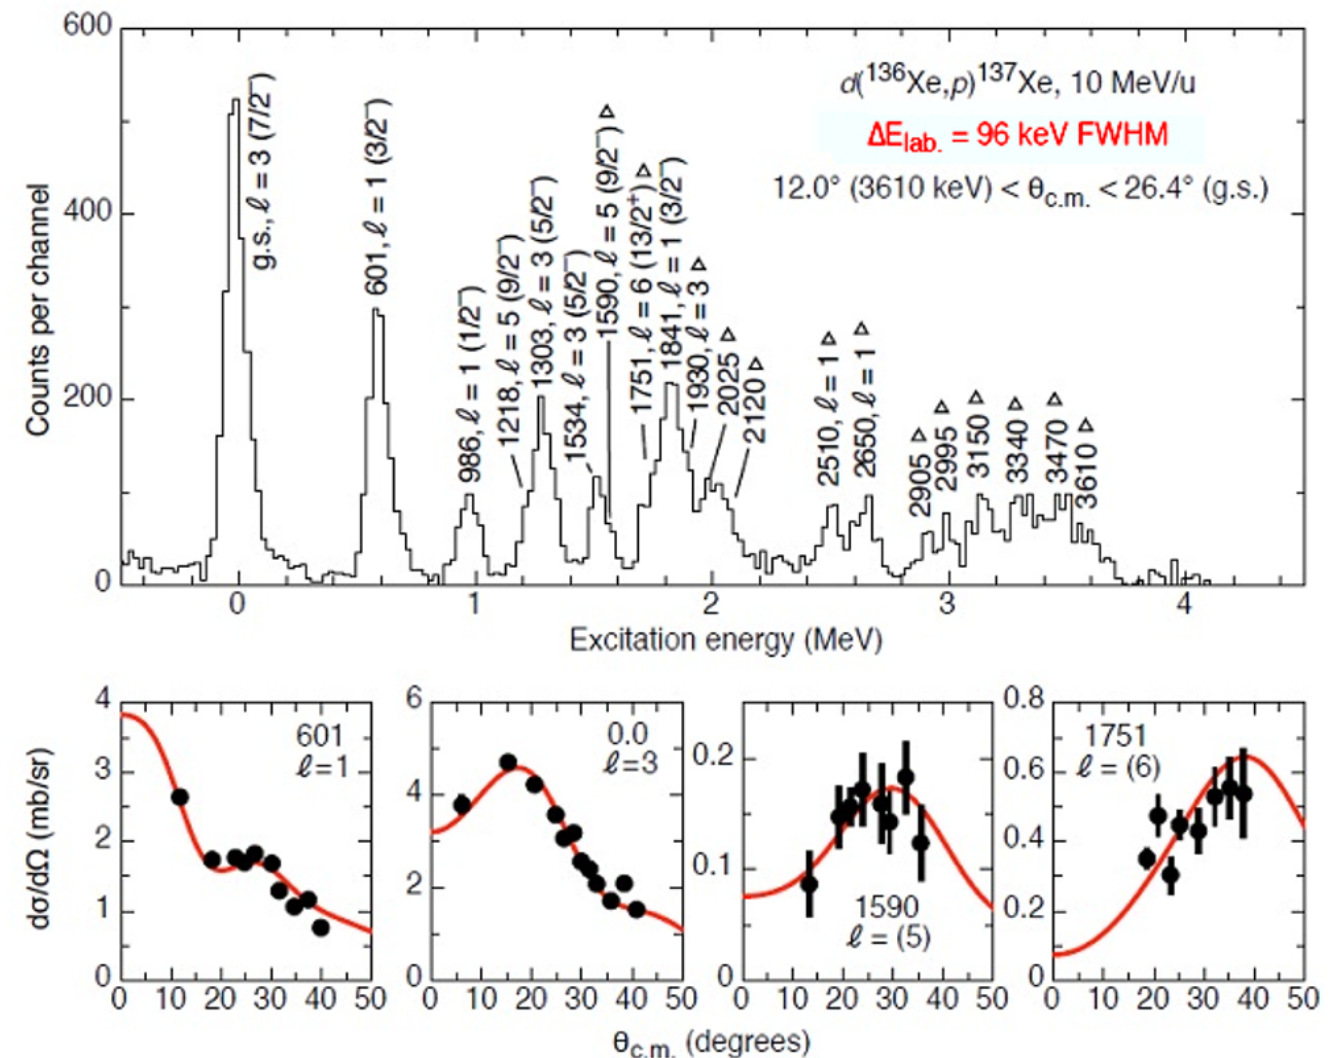 600
400
200
0
Counts per channel
d(¹³⁶Xe,p)¹³⁷Xe, 10 MeV/u
ΔElab. = 96 keV FWHM
12.0° (3610 keV) < θc.m. < 26.4° (g.s.)
g.s., ℓ = 3 (7/2⁻)
601, ℓ = 1 (3/2⁻)
986, ℓ = 1 (1/2⁻)
1218, ℓ = 5 (9/2⁻)
1303, ℓ = 3 (5/2⁻)
1534, ℓ = 3 (5/2⁻)
1590, ℓ = 5 (9/2⁻) △
1751, ℓ = 6 (13/2⁺) △
1841, ℓ = 1 (3/2⁻)
1930, ℓ = 3 △
2025 △
2120 △
2510, ℓ = 1 △
2650, ℓ = 1 △
2905 △
2995 △
3150 △
3340 △
3470 △
3610 △
0 1 2 3 4
Excitation energy (MeV)
dσ/dΩ (mb/sr)
4
3
2
1
0
601
ℓ=1
0 10 20 30 40 50
6
4
2
0
0.0
ℓ=3
0 10 20 30 40 50
0.2
0.1
0
1590
ℓ = (5)
0 10 20 30 40 50
0.8
0.6
0.4
0.2
0
1751
ℓ = (6)
0 10 20 30 40 50
θc.m. (degrees)